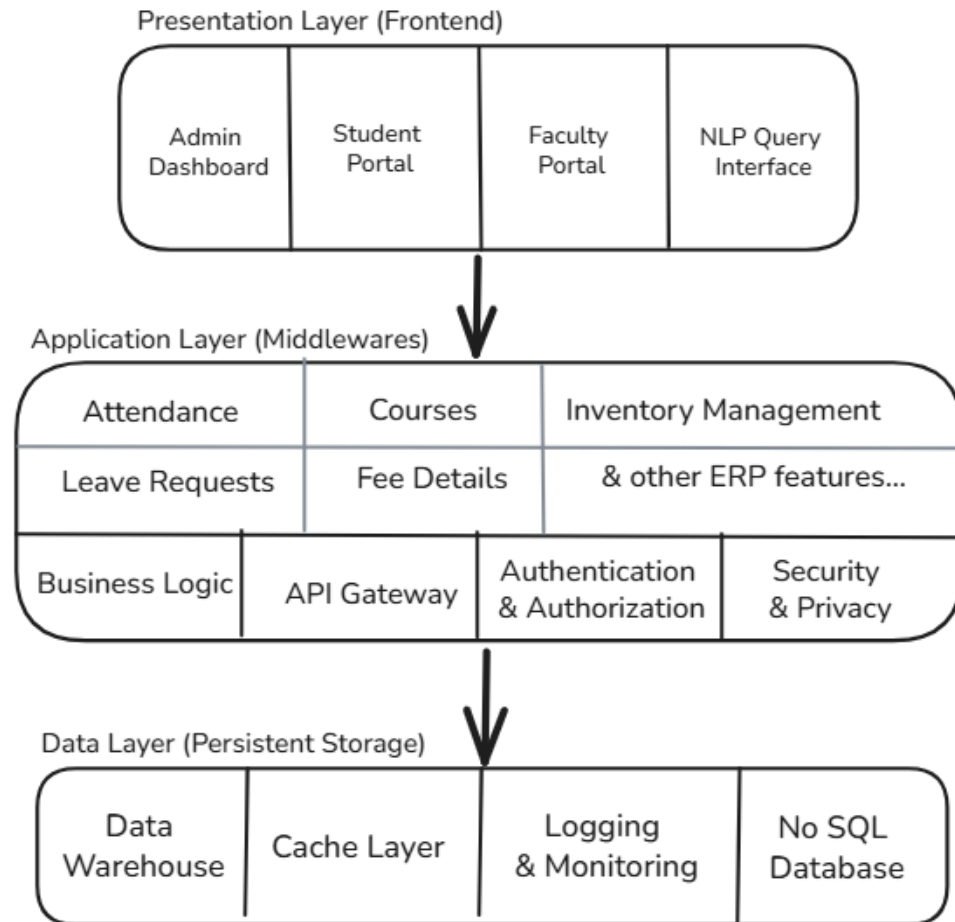 Presentation Layer (Frontend)
Admin
Dashboard
Student
Portal
Faculty
Portal
NLP Query
Interface
Application Layer (Middlewares)
Attendance
Courses
Inventory Management
Leave Requests
Fee Details
& other ERP features...
Business Logic
API Gateway
Authentication
& Authorization
Security
& Privacy
Data Layer (Persistent Storage)
Data
Warehouse
Cache Layer
Logging
& Monitoring
No SQL
Database